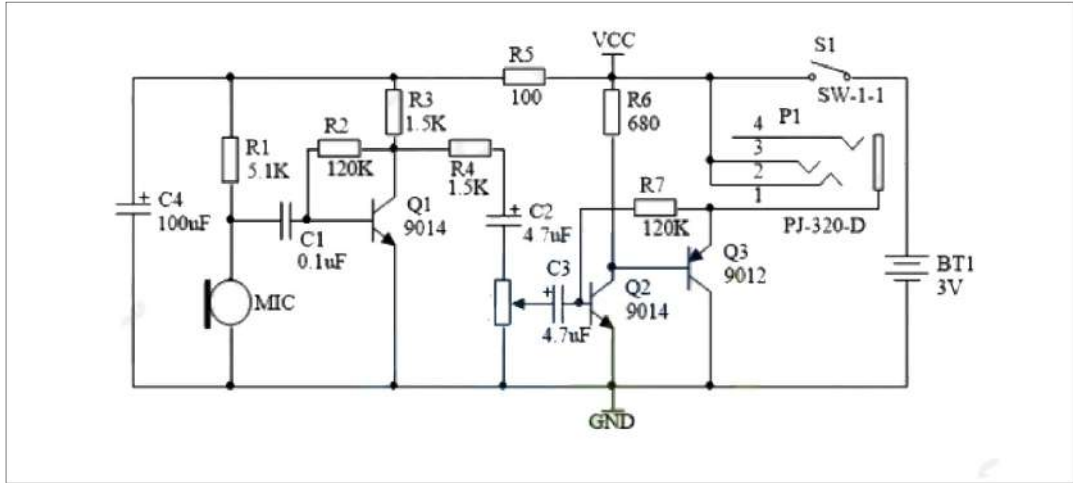 VCC
S1
SW-1-1
R5
100
R3
1.5K
R6
680
P1
4
3
2
1
PJ-320-D
R2
120K
R1
5.1K
R4
1.5K
R7
120K
C4
100uF
C1
0.1uF
Q1
9014
C2
4.7uF
C3
4.7uF
Q2
9014
Q3
9012
BT1
3V
MIC
GND